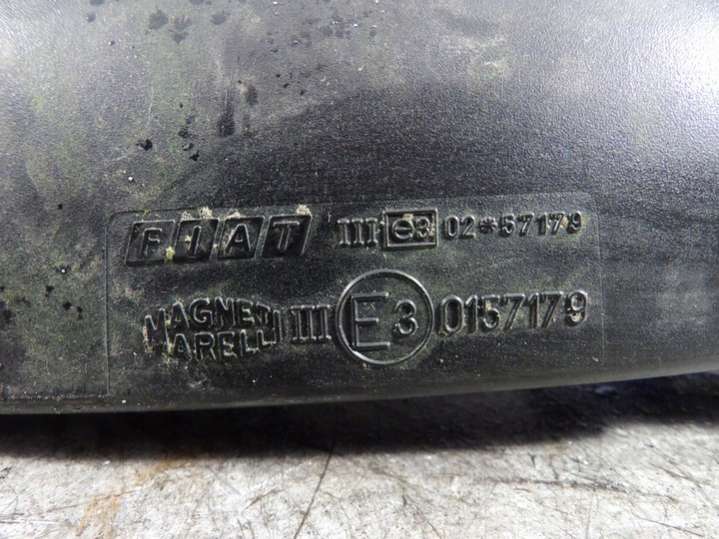 FIAT III e3 02*57179
MAGNETI
MARELLI III E3 0157179